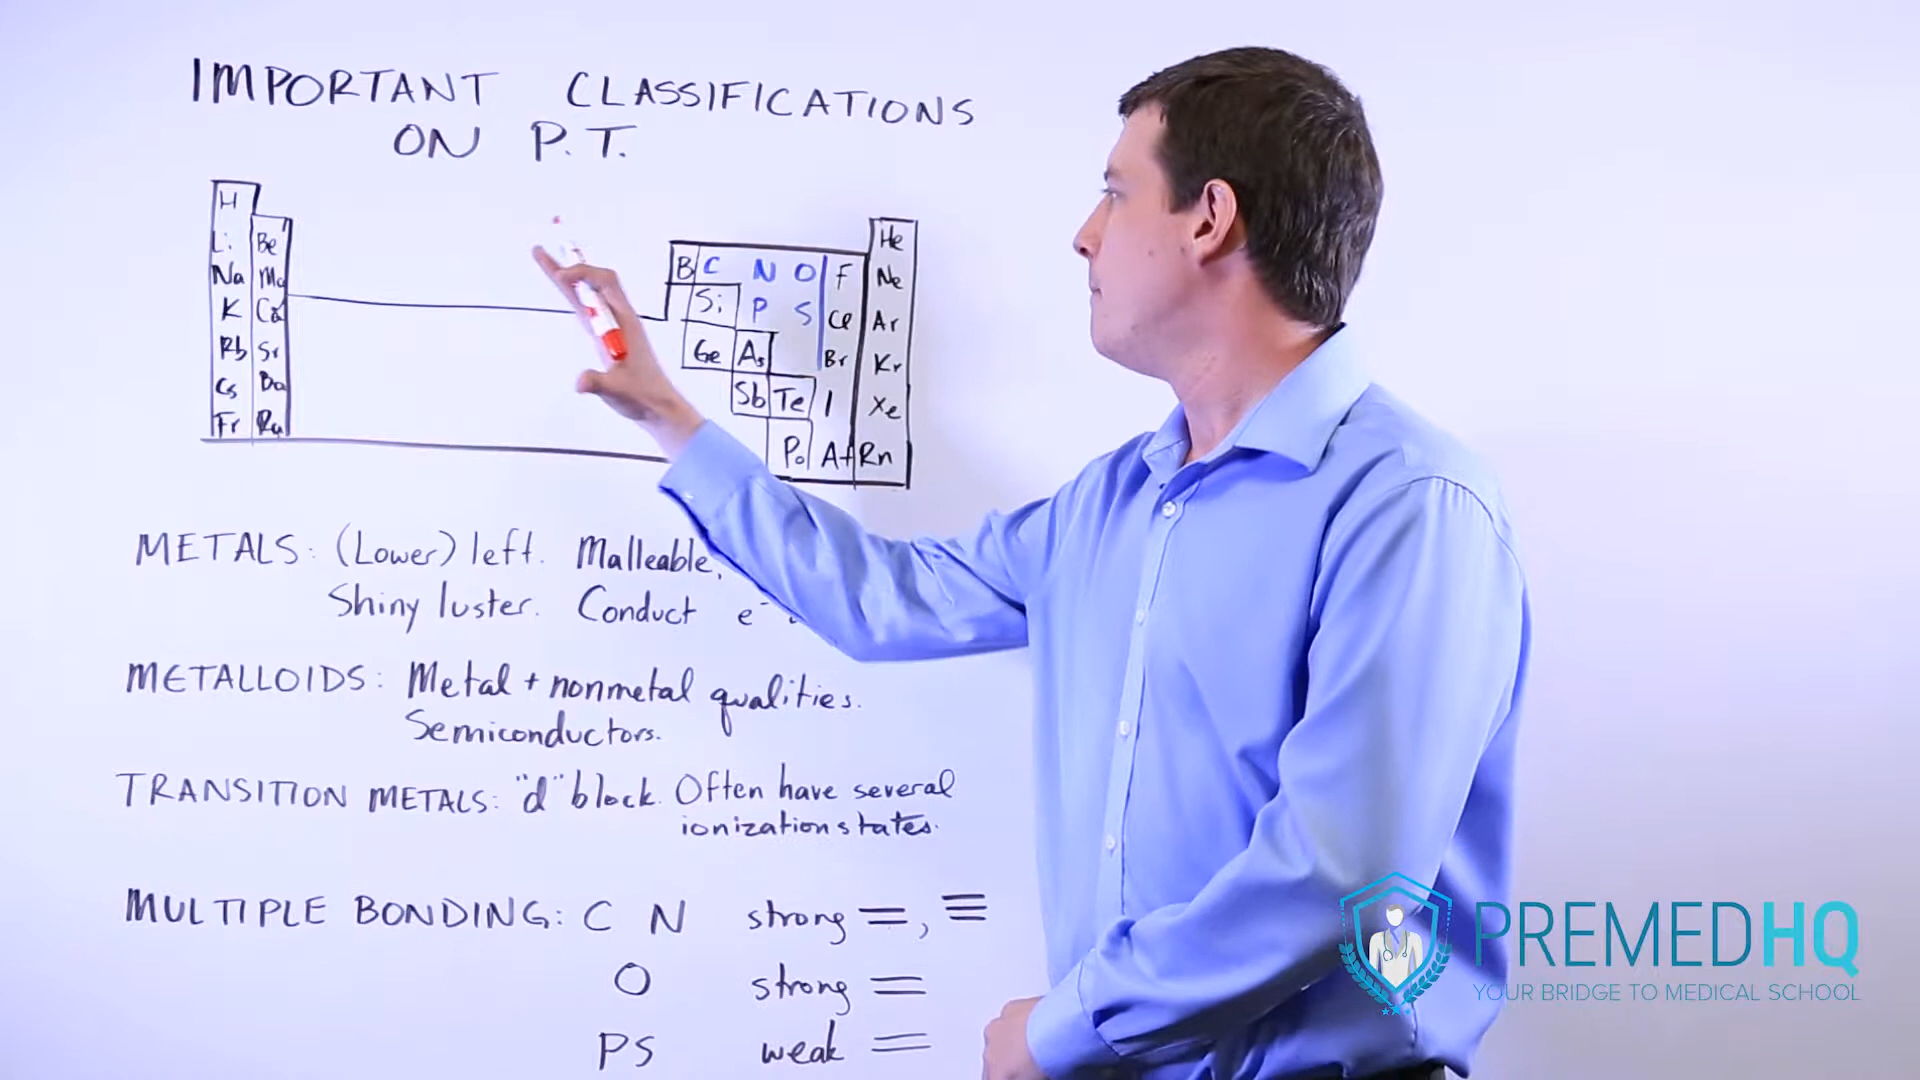 IMPORTANT CLASSIFICATIONS
ON P.T.
H
He
Li Be
B C N O F Ne
Na Mg
Si P S Cl Ar
K Ca
Ge As Br Kr
Rb Sr
Sb Te I Xe
Cs Ba
Po At Rn
Fr Ra
METALS: (Lower) left. Malleable,
Shiny luster. Conduct e⁻
METALLOIDS: Metal + nonmetal qualities.
Semiconductors.
TRANSITION METALS: "d" block. Often have several
ionization states.
MULTIPLE BONDING: C N strong =, ≡
O strong =
PS weak =
PREMEDHQ
YOUR BRIDGE TO MEDICAL SCHOOL